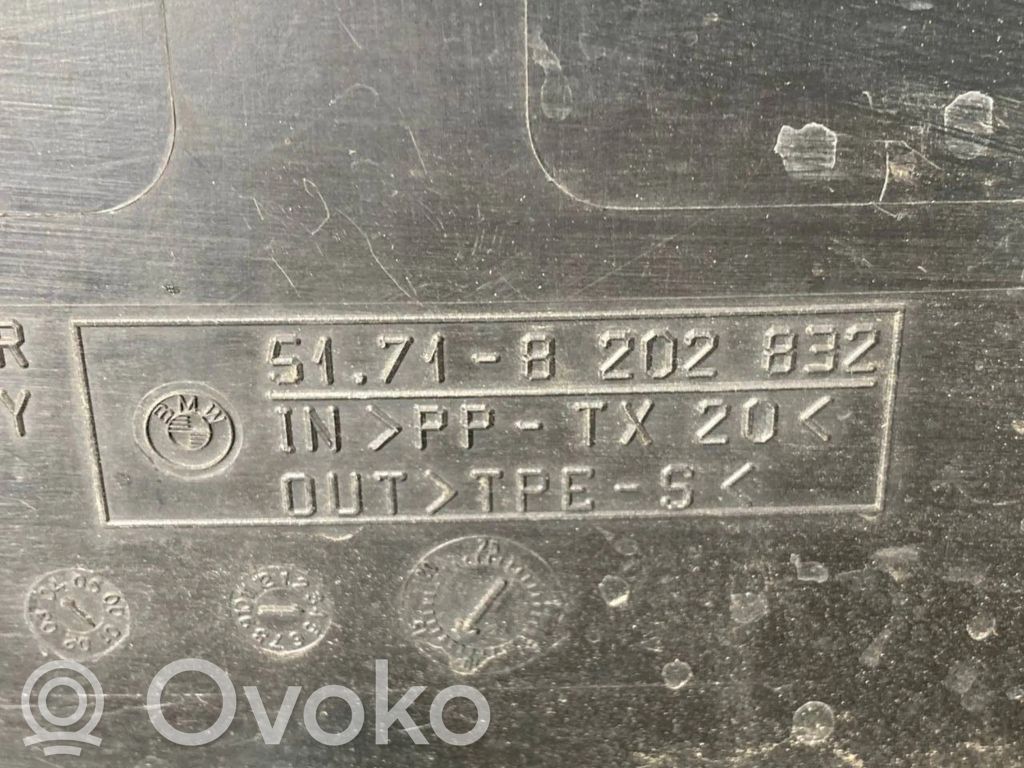 R
Y
51.71-8 202 832
BMW
IN >PP-TX 20<
OUT>TPE-S<
Ovoko